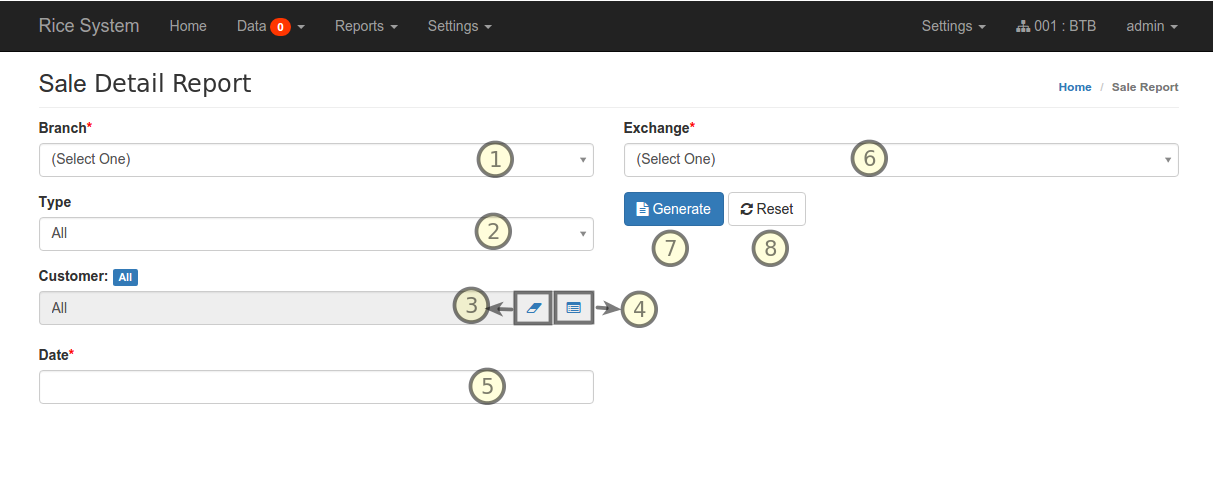 Rice System Home Data 0 Reports Settings Settings 001 : BTB admin
Sale Detail Report
Home / Sale Report
Branch*
(Select One) 1
Type
All 2
Customer: All
All 3 4
Date*
5
Exchange*
(Select One) 6
Generate Reset
7 8